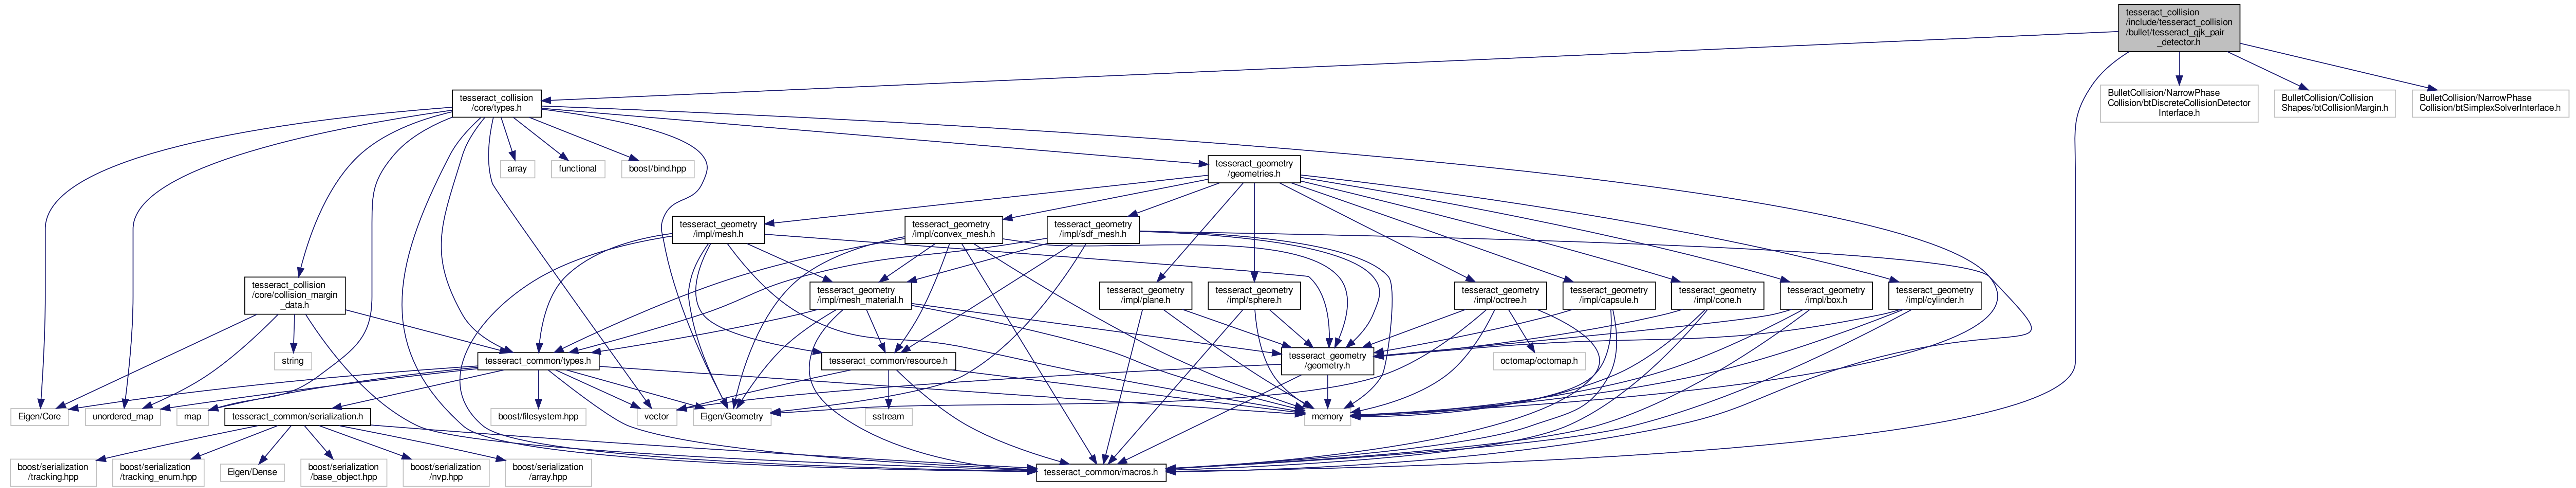 tesseract_collision
/include/tesseract_collision
/bullet/tesseract_gjk_pair
_detector.h
tesseract_collision
/core/types.h
BulletCollision/NarrowPhase
Collision/btDiscreteCollisionDetector
Interface.h
BulletCollision/Collision
Shapes/btCollisionMargin.h
BulletCollision/NarrowPhase
Collision/btSimplexSolverInterface.h
array
functional
boost/bind.hpp
tesseract_geometry
/geometries.h
tesseract_geometry
/impl/mesh.h
tesseract_geometry
/impl/convex_mesh.h
tesseract_geometry
/impl/sdf_mesh.h
tesseract_collision
/core/collision_margin
_data.h
tesseract_geometry
/impl/mesh_material.h
tesseract_geometry
/impl/plane.h
tesseract_geometry
/impl/sphere.h
tesseract_geometry
/impl/octree.h
tesseract_geometry
/impl/capsule.h
tesseract_geometry
/impl/cone.h
tesseract_geometry
/impl/box.h
tesseract_geometry
/impl/cylinder.h
string
tesseract_common/types.h
tesseract_common/resource.h
tesseract_geometry
/geometry.h
octomap/octomap.h
Eigen/Core
unordered_map
map
tesseract_common/serialization.h
boost/filesystem.hpp
vector
Eigen/Geometry
sstream
memory
boost/serialization
/tracking.hpp
boost/serialization
/tracking_enum.hpp
Eigen/Dense
boost/serialization
/base_object.hpp
boost/serialization
/nvp.hpp
boost/serialization
/array.hpp
tesseract_common/macros.h